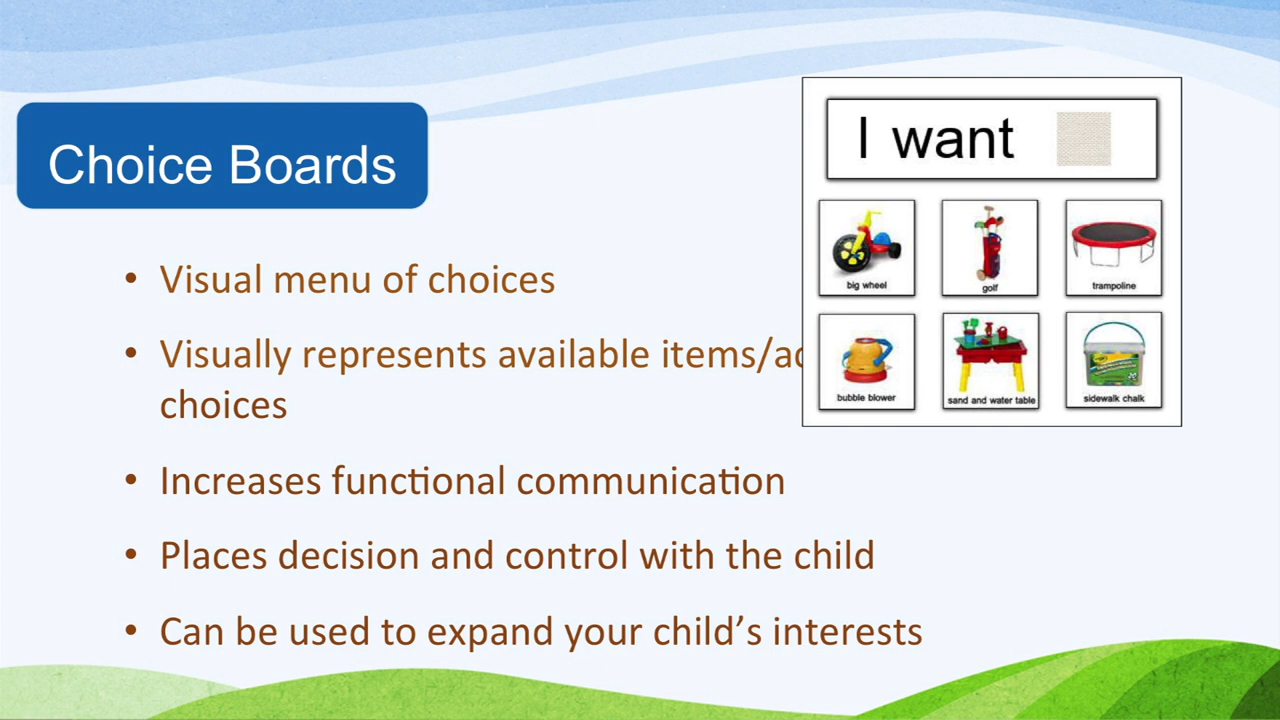 Choice Boards
• Visual menu of choices
• Visually represents available items/
choices
• Increases functional communication
• Places decision and control with the child
• Can be used to expand your child’s interests
I want
big wheel
golf
trampoline
bubble blower
sand and water table
sidewalk chalk